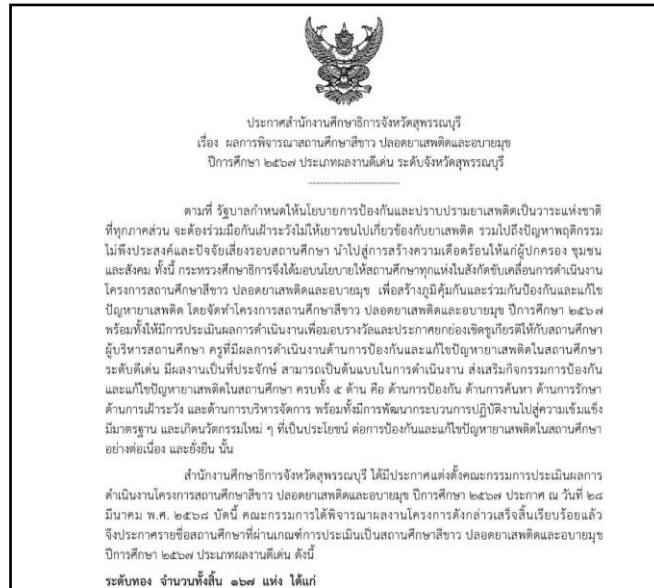 ประกาศสำนักงานศึกษาธิการจังหวัดสุพรรณบุรี
เรื่อง ผลการพิจารณาสถานศึกษาสีขาว ปลอดยาเสพติดและอบายมุข
ปีการศึกษา ๒๕๖๗ ประเภทผลงานดีเด่น ระดับจังหวัดสุพรรณบุรี
------------------------
ตามที่ รัฐบาลกำหนดให้นโยบายการป้องกันและปราบปรามยาเสพติดเป็นวาระแห่งชาติ
ที่ทุกภาคส่วน จะต้องร่วมมือกันเฝ้าระวังไม่ให้เยาวชนไปเกี่ยวข้องกับยาเสพติด รวมไปถึงปัญหาพฤติกรรม
ไม่พึงประสงค์และปัจจัยเสี่ยงรอบสถานศึกษา นำไปสู่การสร้างความเดือดร้อนให้แก่ผู้ปกครอง ชุมชน
และสังคม ทั้งนี้ กระทรวงศึกษาธิการจึงได้มอบนโยบายให้สถานศึกษาทุกแห่งในสังกัดขับเคลื่อนการดำเนินงาน
โครงการสถานศึกษาสีขาว ปลอดยาเสพติดและอบายมุข เพื่อสร้างภูมิคุ้มกันและร่วมกันป้องกันและแก้ไข
ปัญหายาเสพติด โดยจัดทำโครงการสถานศึกษาสีขาว ปลอดยาเสพติดและอบายมุข ปีการศึกษา ๒๕๖๗
พร้อมทั้งให้มีการประเมินผลการดำเนินงานเพื่อมอบรางวัลและประกาศยกย่องเชิดชูเกียรติให้กับสถานศึกษา
ผู้บริหารสถานศึกษา ครูที่มีผลการดำเนินงานด้านการป้องกันและแก้ไขปัญหายาเสพติดในสถานศึกษา
ระดับดีเด่น มีผลงานเป็นที่ประจักษ์ สามารถเป็นต้นแบบในการดำเนินงาน ส่งเสริมกิจกรรมการป้องกัน
และแก้ไขปัญหายาเสพติดในสถานศึกษา ครบทั้ง ๕ ด้าน คือ ด้านการป้องกัน ด้านการค้นหา ด้านการรักษา
ด้านการเฝ้าระวัง และด้านการบริหารจัดการ พร้อมทั้งมีการพัฒนากระบวนการปฏิบัติงานไปสู่ความเข้มแข็ง
มีมาตรฐาน และเกิดนวัตกรรมใหม่ ๆ ที่เป็นประโยชน์ ต่อการป้องกันและแก้ไขปัญหายาเสพติดในสถานศึกษา
อย่างต่อเนื่อง และยั่งยืน นั้น
สำนักงานศึกษาธิการจังหวัดสุพรรณบุรี ได้มีประกาศแต่งตั้งคณะกรรมการประเมินผลการ
ดำเนินงานโครงการสถานศึกษาสีขาว ปลอดยาเสพติดและอบายมุข ปีการศึกษา ๒๕๖๗ ประกาศ ณ วันที่ ๒๘
มีนาคม พ.ศ. ๒๕๖๘ บัดนี้ คณะกรรมการได้พิจารณาผลงานโครงการดังกล่าวเสร็จสิ้นเรียบร้อยแล้ว
จึงประกาศรายชื่อสถานศึกษาที่ผ่านเกณฑ์การประเมินเป็นสถานศึกษาสีขาว ปลอดยาเสพติดและอบายมุข
ปีการศึกษา ๒๕๖๗ ประเภทผลงานดีเด่น ดังนี้
ระดับทอง จำนวนทั้งสิ้น ๑๖๗ แห่ง ได้แก่